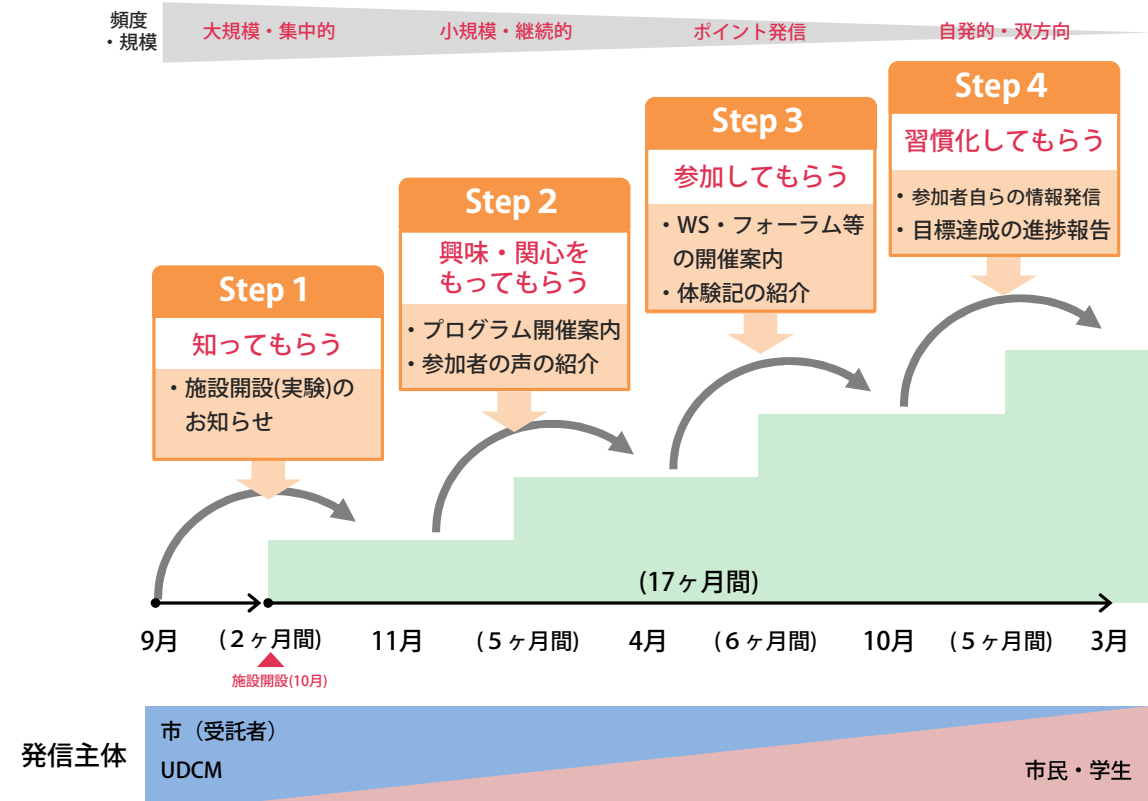 頻度
・規模
大規模・集中的
小規模・継続的
ポイント発信
自発的・双方向
Step 1
知ってもらう
・施設開設(実験)の
お知らせ
Step 2
興味・関心を
もってもらう
・プログラム開催案内
・参加者の声の紹介
Step 3
参加してもらう
・WS・フォーラム等
の開催案内
・体験記の紹介
Step 4
習慣化してもらう
・参加者自らの情報発信
・目標達成の進捗報告
(17ヶ月間)
9月
(２ヶ月間)
11月
(５ヶ月間)
4月
(６ヶ月間)
10月
(５ヶ月間)
3月
施設開設(10月)
発信主体
市（受託者）
UDCM
市民・学生